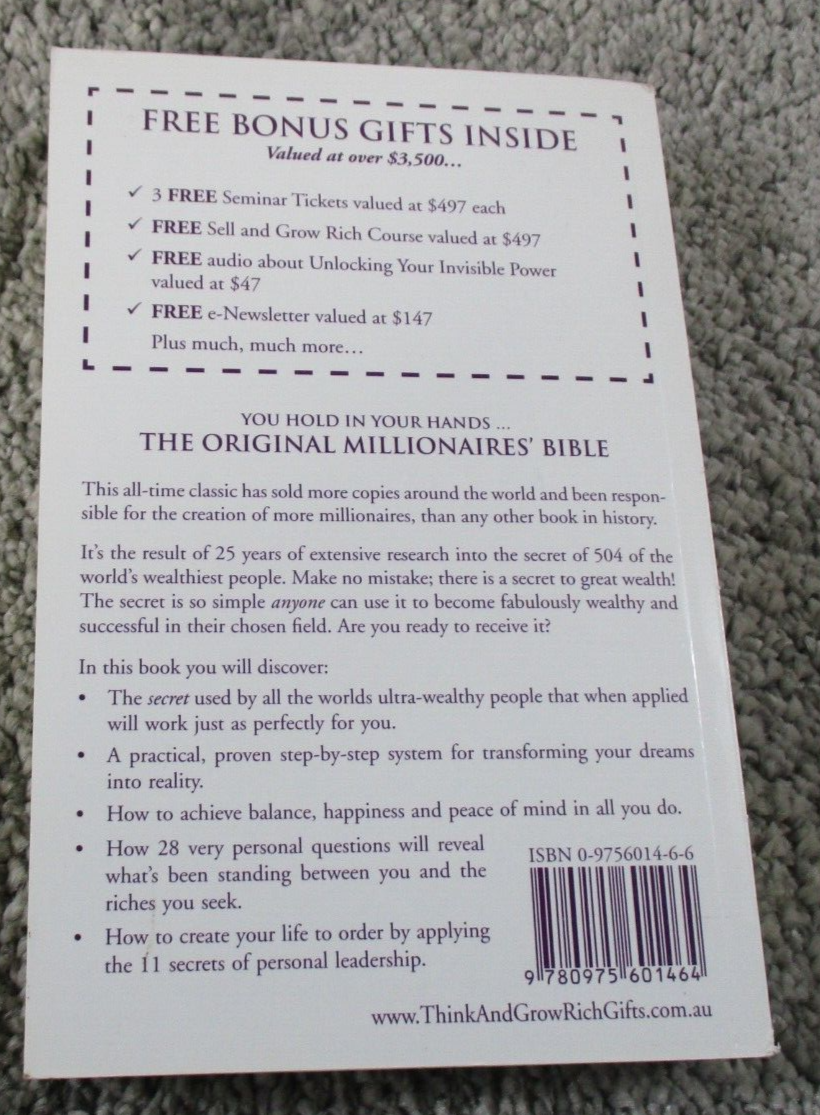 FREE BONUS GIFTS INSIDE
Valued at over $3,500...
✓ 3 FREE Seminar Tickets valued at $497 each
✓ FREE Sell and Grow Rich Course valued at $497
✓ FREE audio about Unlocking Your Invisible Power
valued at $47
✓ FREE e-Newsletter valued at $147
Plus much, much more...
YOU HOLD IN YOUR HANDS ...
THE ORIGINAL MILLIONAIRES' BIBLE
This all-time classic has sold more copies around the world and been respon-
sible for the creation of more millionaires, than any other book in history.
It's the result of 25 years of extensive research into the secret of 504 of the
world's wealthiest people. Make no mistake; there is a secret to great wealth!
The secret is so simple anyone can use it to become fabulously wealthy and
successful in their chosen field. Are you ready to receive it?
In this book you will discover:
• The secret used by all the worlds ultra-wealthy people that when applied
will work just as perfectly for you.
• A practical, proven step-by-step system for transforming your dreams
into reality.
• How to achieve balance, happiness and peace of mind in all you do.
• How 28 very personal questions will reveal
what's been standing between you and the
riches you seek.
• How to create your life to order by applying
the 11 secrets of personal leadership.
ISBN 0-9756014-6-6
9 780975 601464
www.ThinkAndGrowRichGifts.com.au